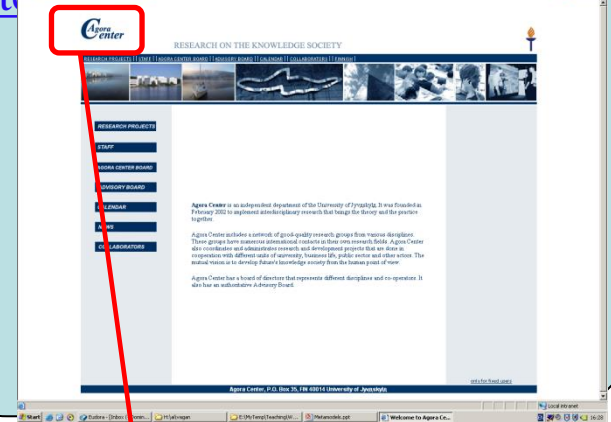 Agora
Center
RESEARCH ON THE KNOWLEDGE SOCIETY
RESEARCH PROJECTS || STAFF || AGORA CENTER BOARD || ADVISORY BOARD || CALENDAR || COLLABORATORS || FINNISH |
RESEARCH PROJECTS
STAFF
AGORA CENTER BOARD
ADVISORY BOARD
CALENDAR
NEWS
COLLABORATORS
Agora Center is an independent department of the University of Jyväskylä. It was founded in
February 2002 to implement interdisciplinary research that brings the theory and the practice
together.
Agora Center includes a network of good-quality research groups from various disciplines.
These groups have numerous international contacts in their own research fields. Agora Center
also coordinates and administrates research and development projects that are done in
cooperation with different units of university, business life, public sector and other actors. The
mutual vision is to develop future's knowledge society from the human point of view.
Agora Center has a board of directors that represents different disciplines and co-operators. It
also has an authoritative Advisory Board.
Agora Center, P.O. Box 35, FIN 40014 University of Jyväskylä
Local intranet
Start
Eudora - [Inbox
Metamodels.ppt
Welcome to Agora Ce...
16:28